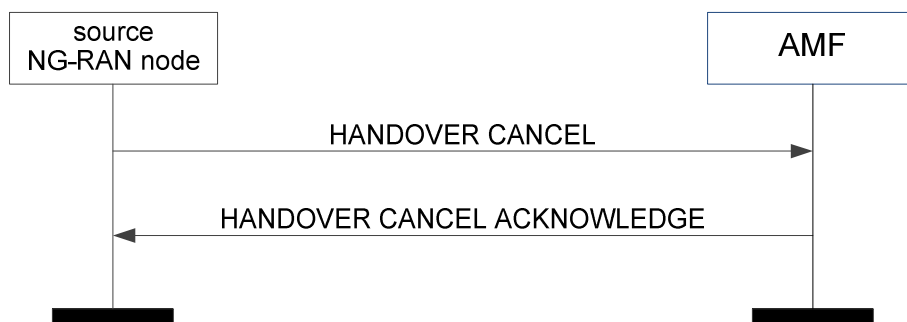 source
NG-RAN node
AMF
HANDOVER CANCEL
HANDOVER CANCEL ACKNOWLEDGE